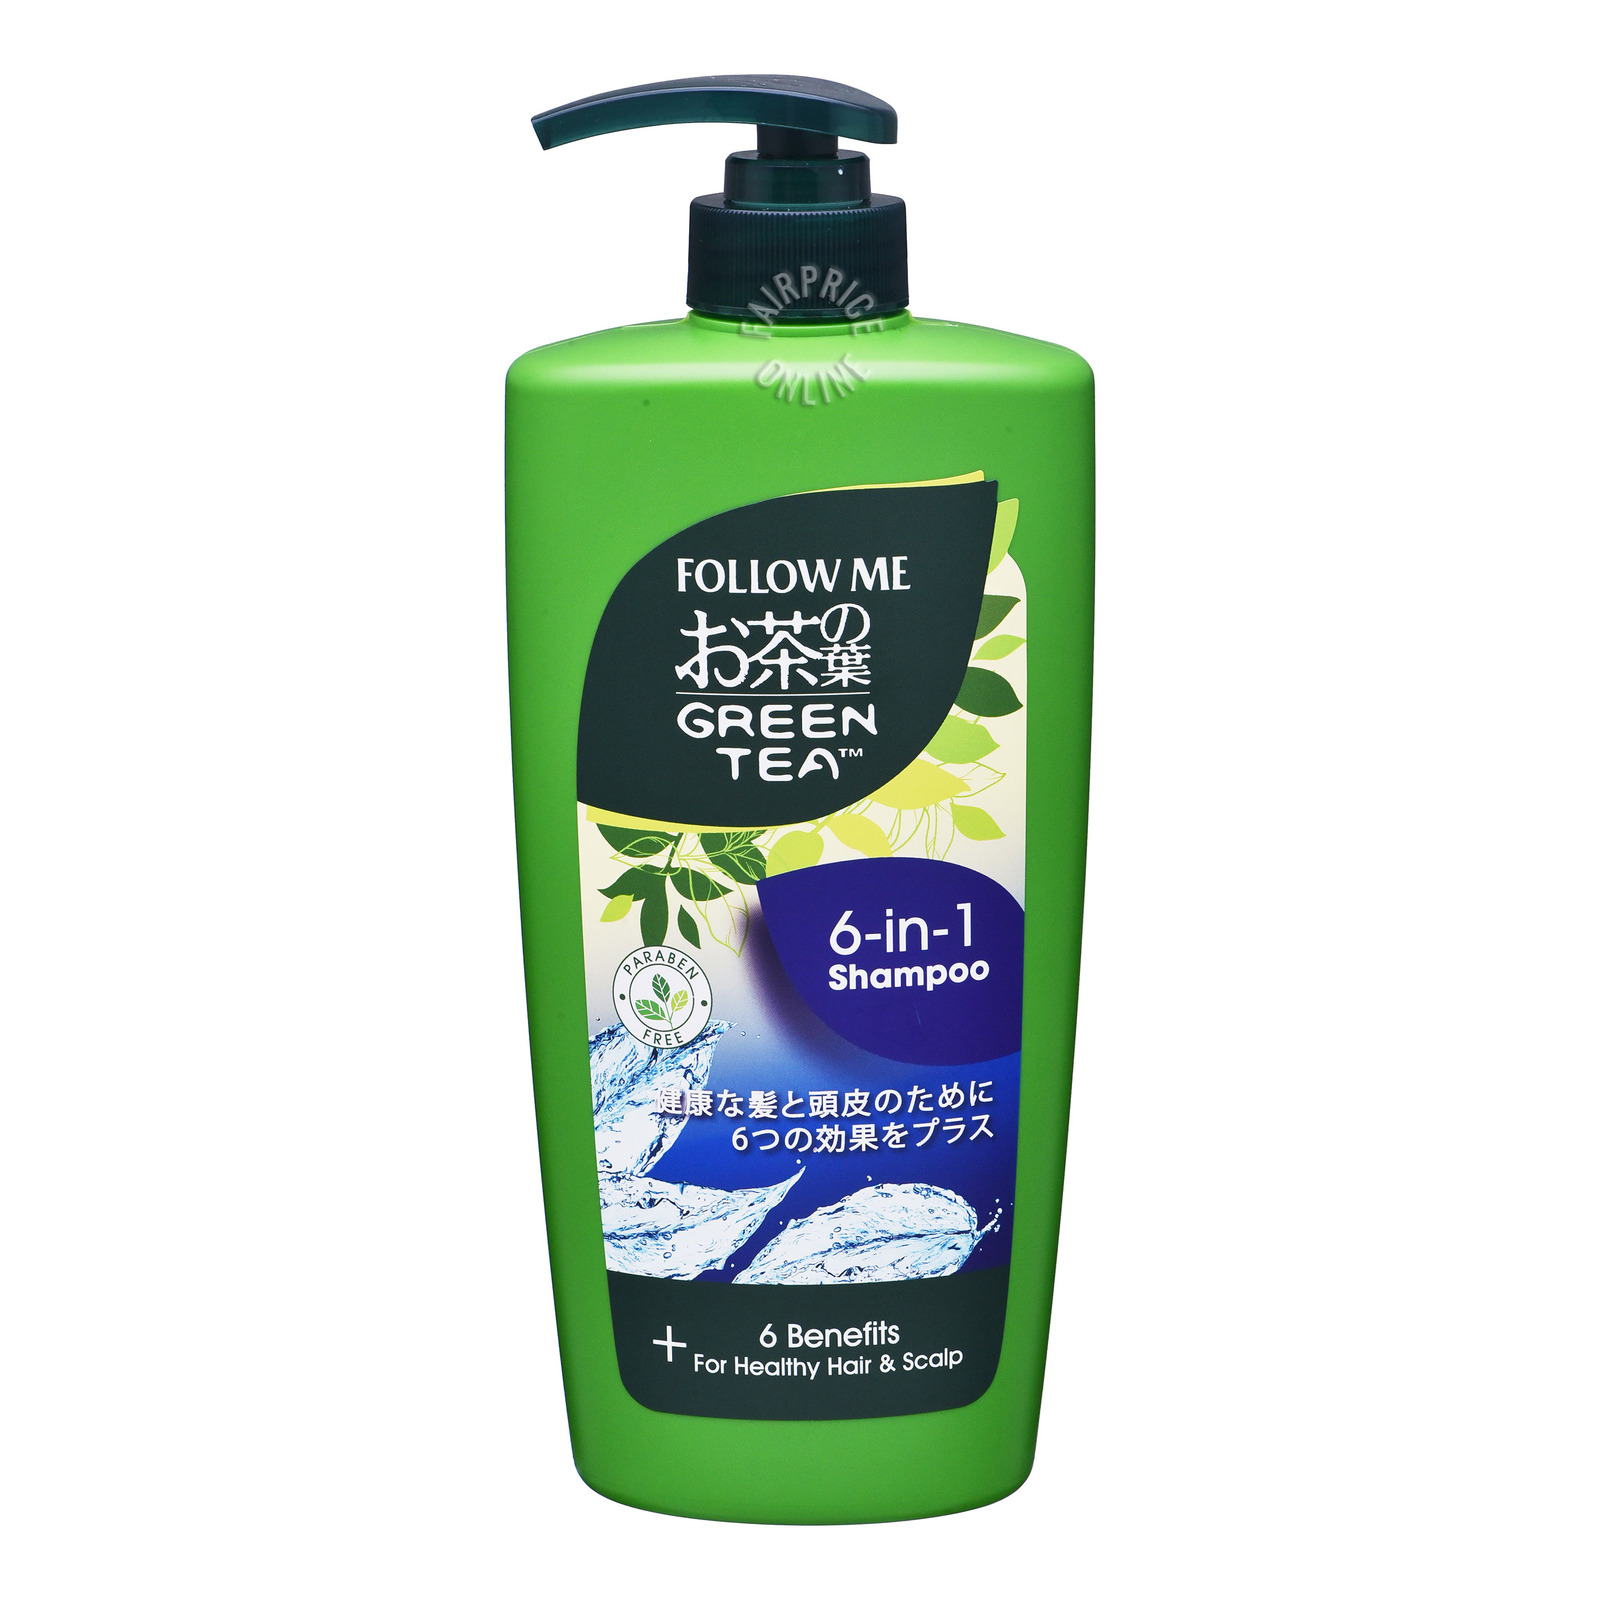 FAIRPRICE
ONLINE
FOLLOW ME
お茶の葉
GREEN
TEA™
6-in-1
Shampoo
PARABEN
FREE
健康な髪と頭皮のために
6つの効果をプラス
+ 6 Benefits
For Healthy Hair & Scalp